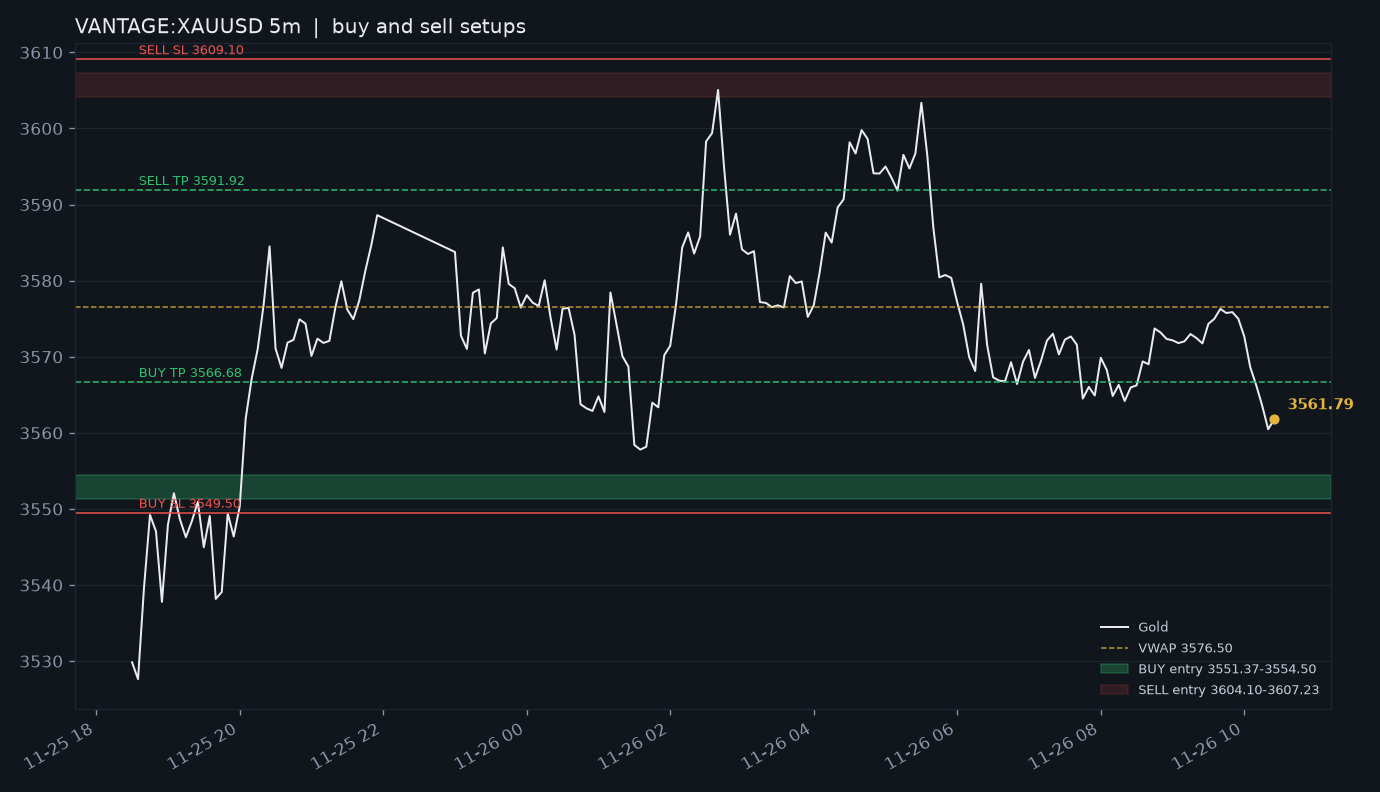 VANTAGE:XAUUSD 5m | buy and sell setups
3610
SELL SL 3609.10
3600
3590
SELL TP 3591.92
3580
3570
BUY TP 3566.68
3561.79
3560
3550
BUY SL 3549.50
3540
3530
Gold
VWAP 3576.50
BUY entry 3551.37-3554.50
SELL entry 3604.10-3607.23
11-25 18
11-25 20
11-25 22
11-26 00
11-26 02
11-26 04
11-26 06
11-26 08
11-26 10